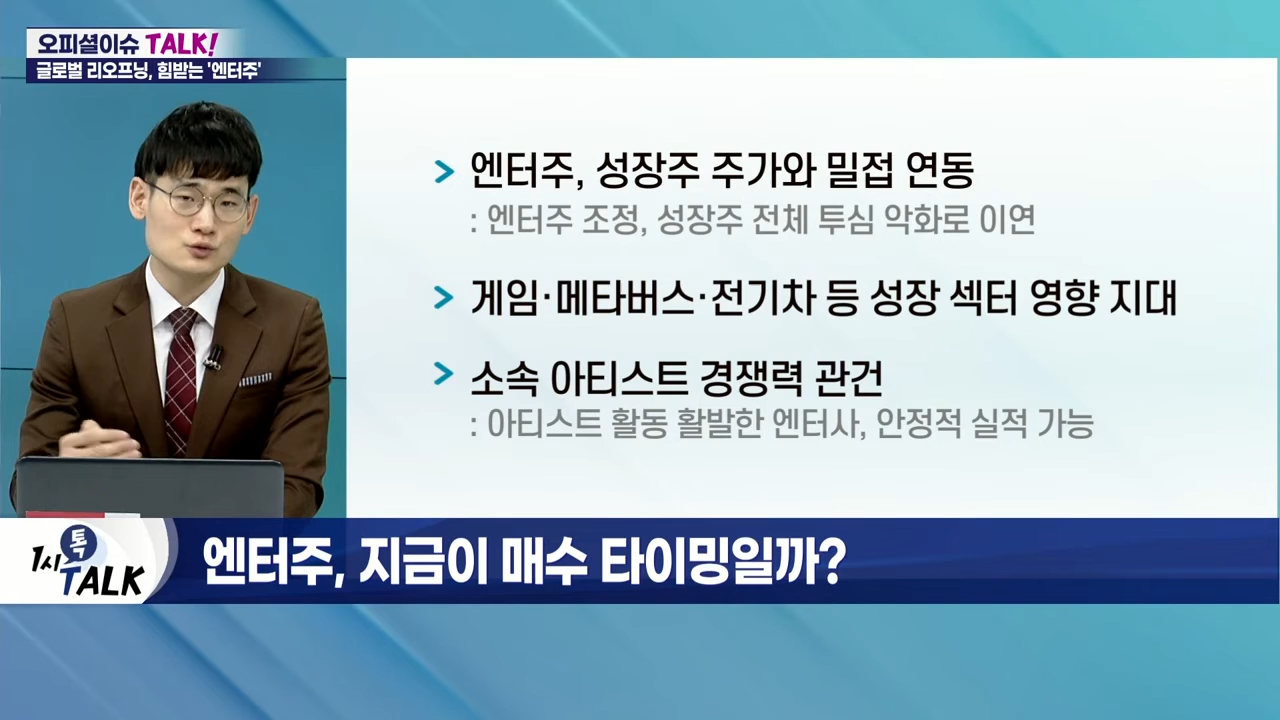 오피셜이슈 TALK!
글로벌 리오프닝, 힘받는 '엔터주'
> 엔터주, 성장주 주가와 밀접 연동
: 엔터주 조정, 성장주 전체 투심 악화로 이연
> 게임·메타버스·전기차 등 성장 섹터 영향 지대
> 소속 아티스트 경쟁력 관건
: 아티스트 활동 활발한 엔터사, 안정적 실적 가능
1시 톡 TALK
엔터주, 지금이 매수 타이밍일까?